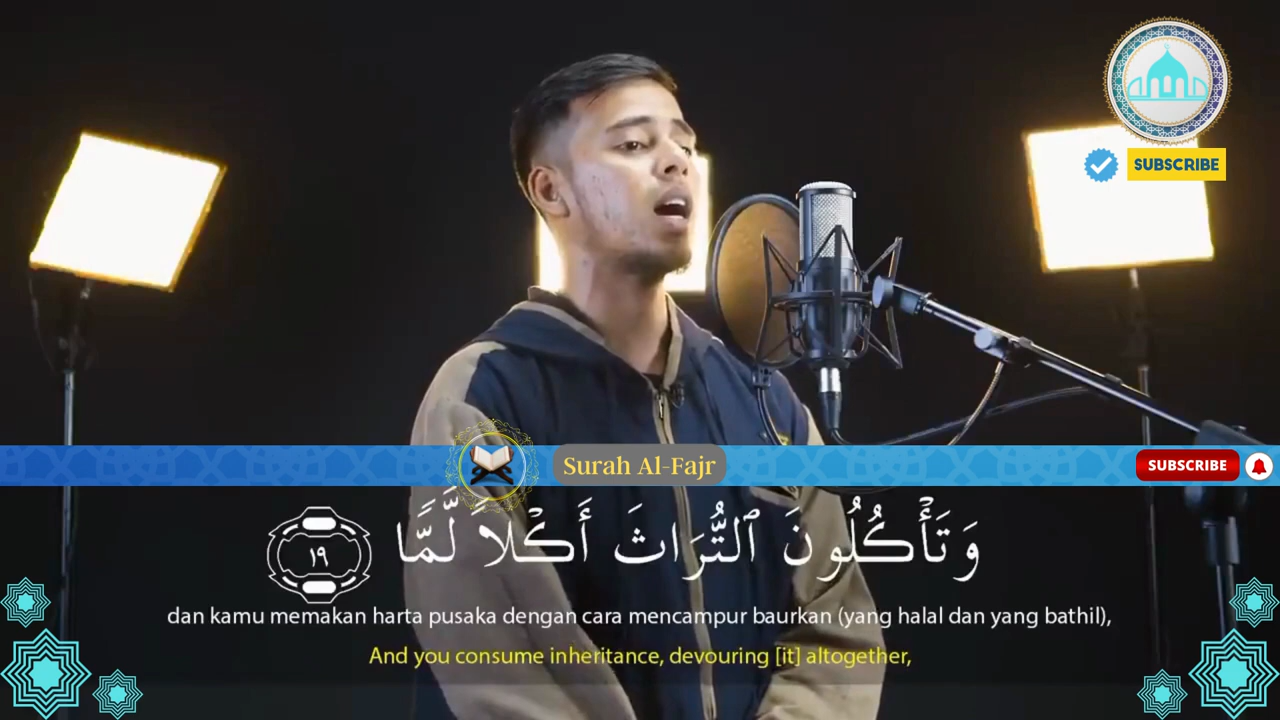 SUBSCRIBE
Surah Al-Fajr
SUBSCRIBE
وَتَأْكُلُونَ ٱلتُّرَاثَ أَكْلًا لَّمًّا ١٩
dan kamu memakan harta pusaka dengan cara mencampur baurkan (yang halal dan yang bathil),
And you consume inheritance, devouring [it] altogether,